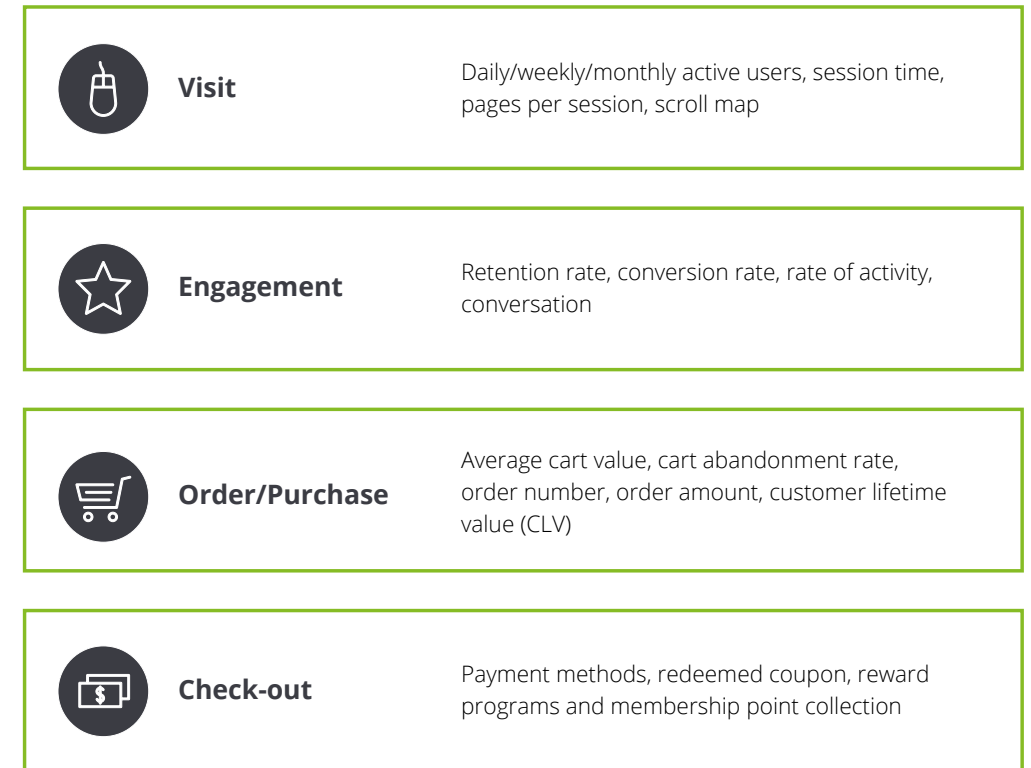 Visit
Daily/weekly/monthly active users, session time,
pages per session, scroll map
Engagement
Retention rate, conversion rate, rate of activity,
conversation
Order/Purchase
Average cart value, cart abandonment rate,
order number, order amount, customer lifetime
value (CLV)
$
Check-out
Payment methods, redeemed coupon, reward
programs and membership point collection